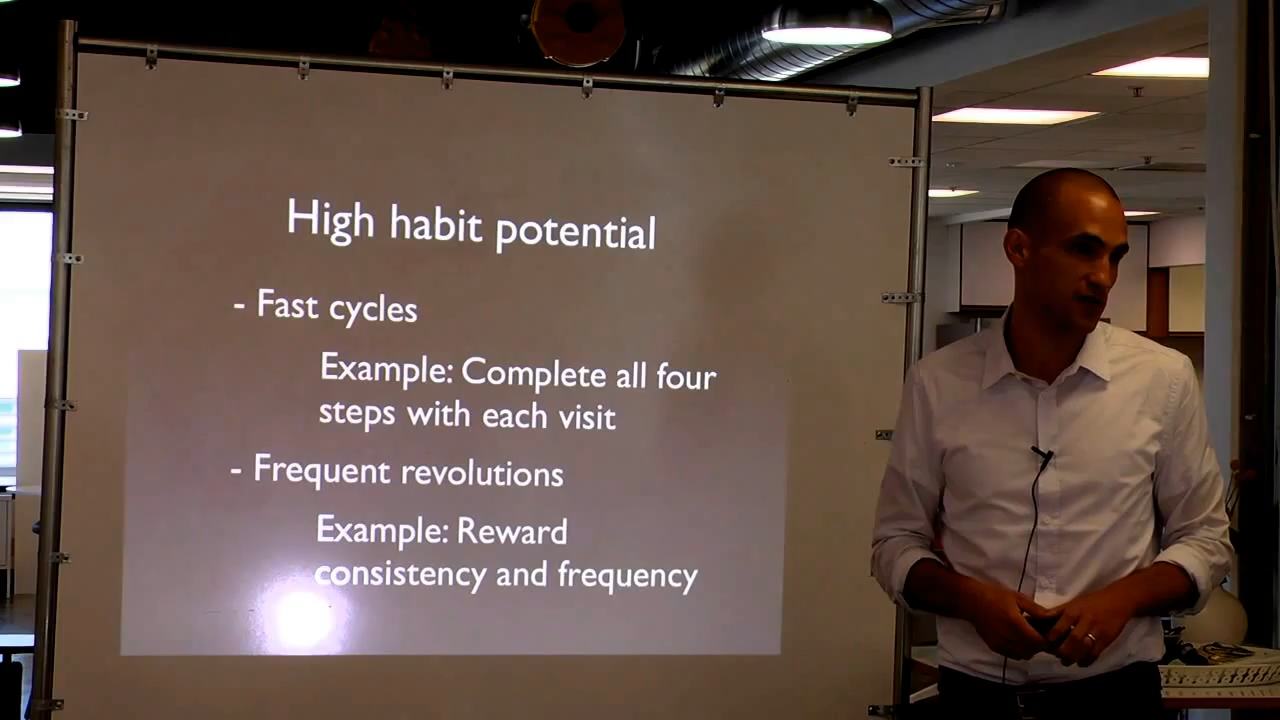 High habit potential
- Fast cycles
Example: Complete all four
steps with each visit
- Frequent revolutions
Example: Reward
consistency and frequency